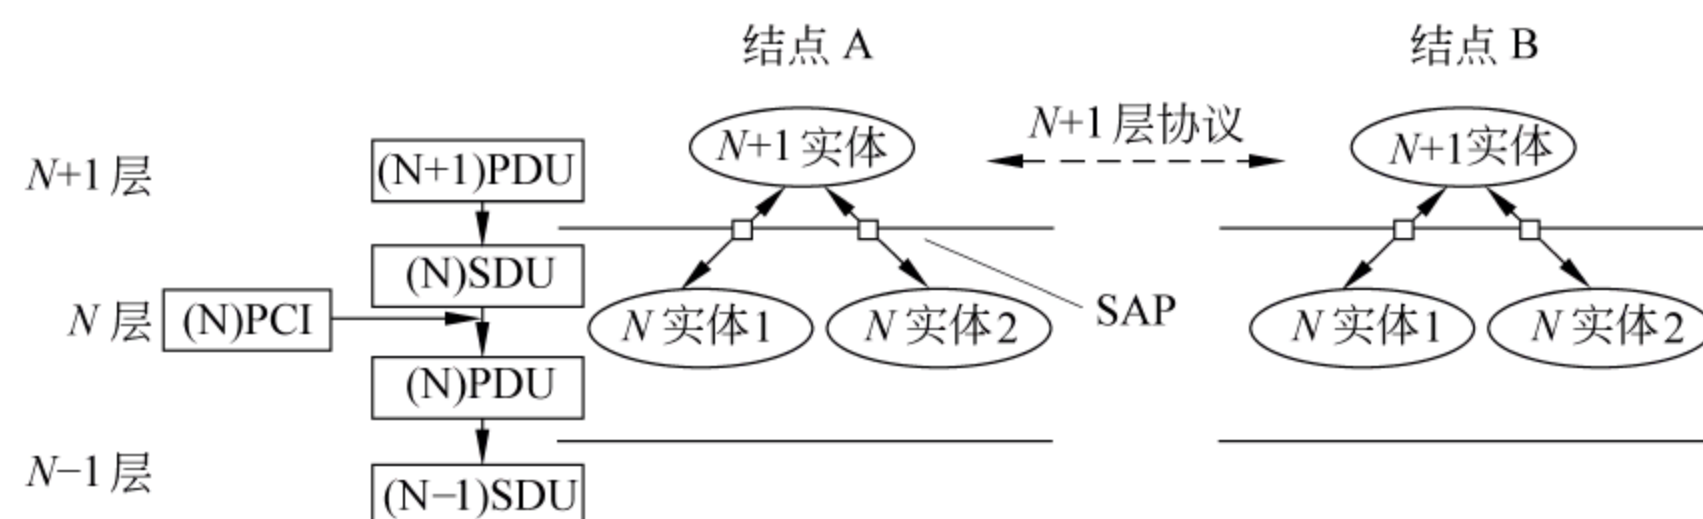 结点 A
结点 B
N+1层协议
N+1 层
(N+1)PDU
N+1 实体
N+1实体
(N)SDU
N 层
(N)PCI
N 实体1
N 实体2
SAP
N 实体1
N 实体2
(N)PDU
N−1 层
(N−1)SDU